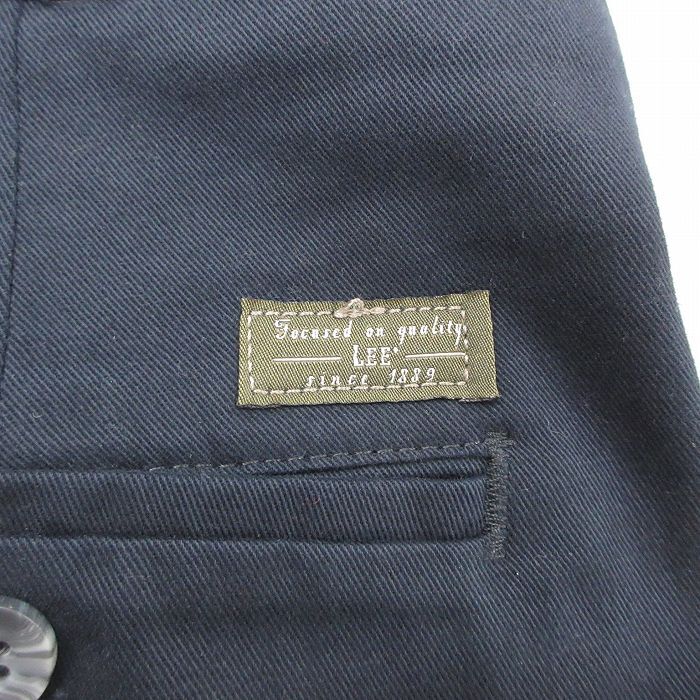 Focused on quality
LEE®
since 1889